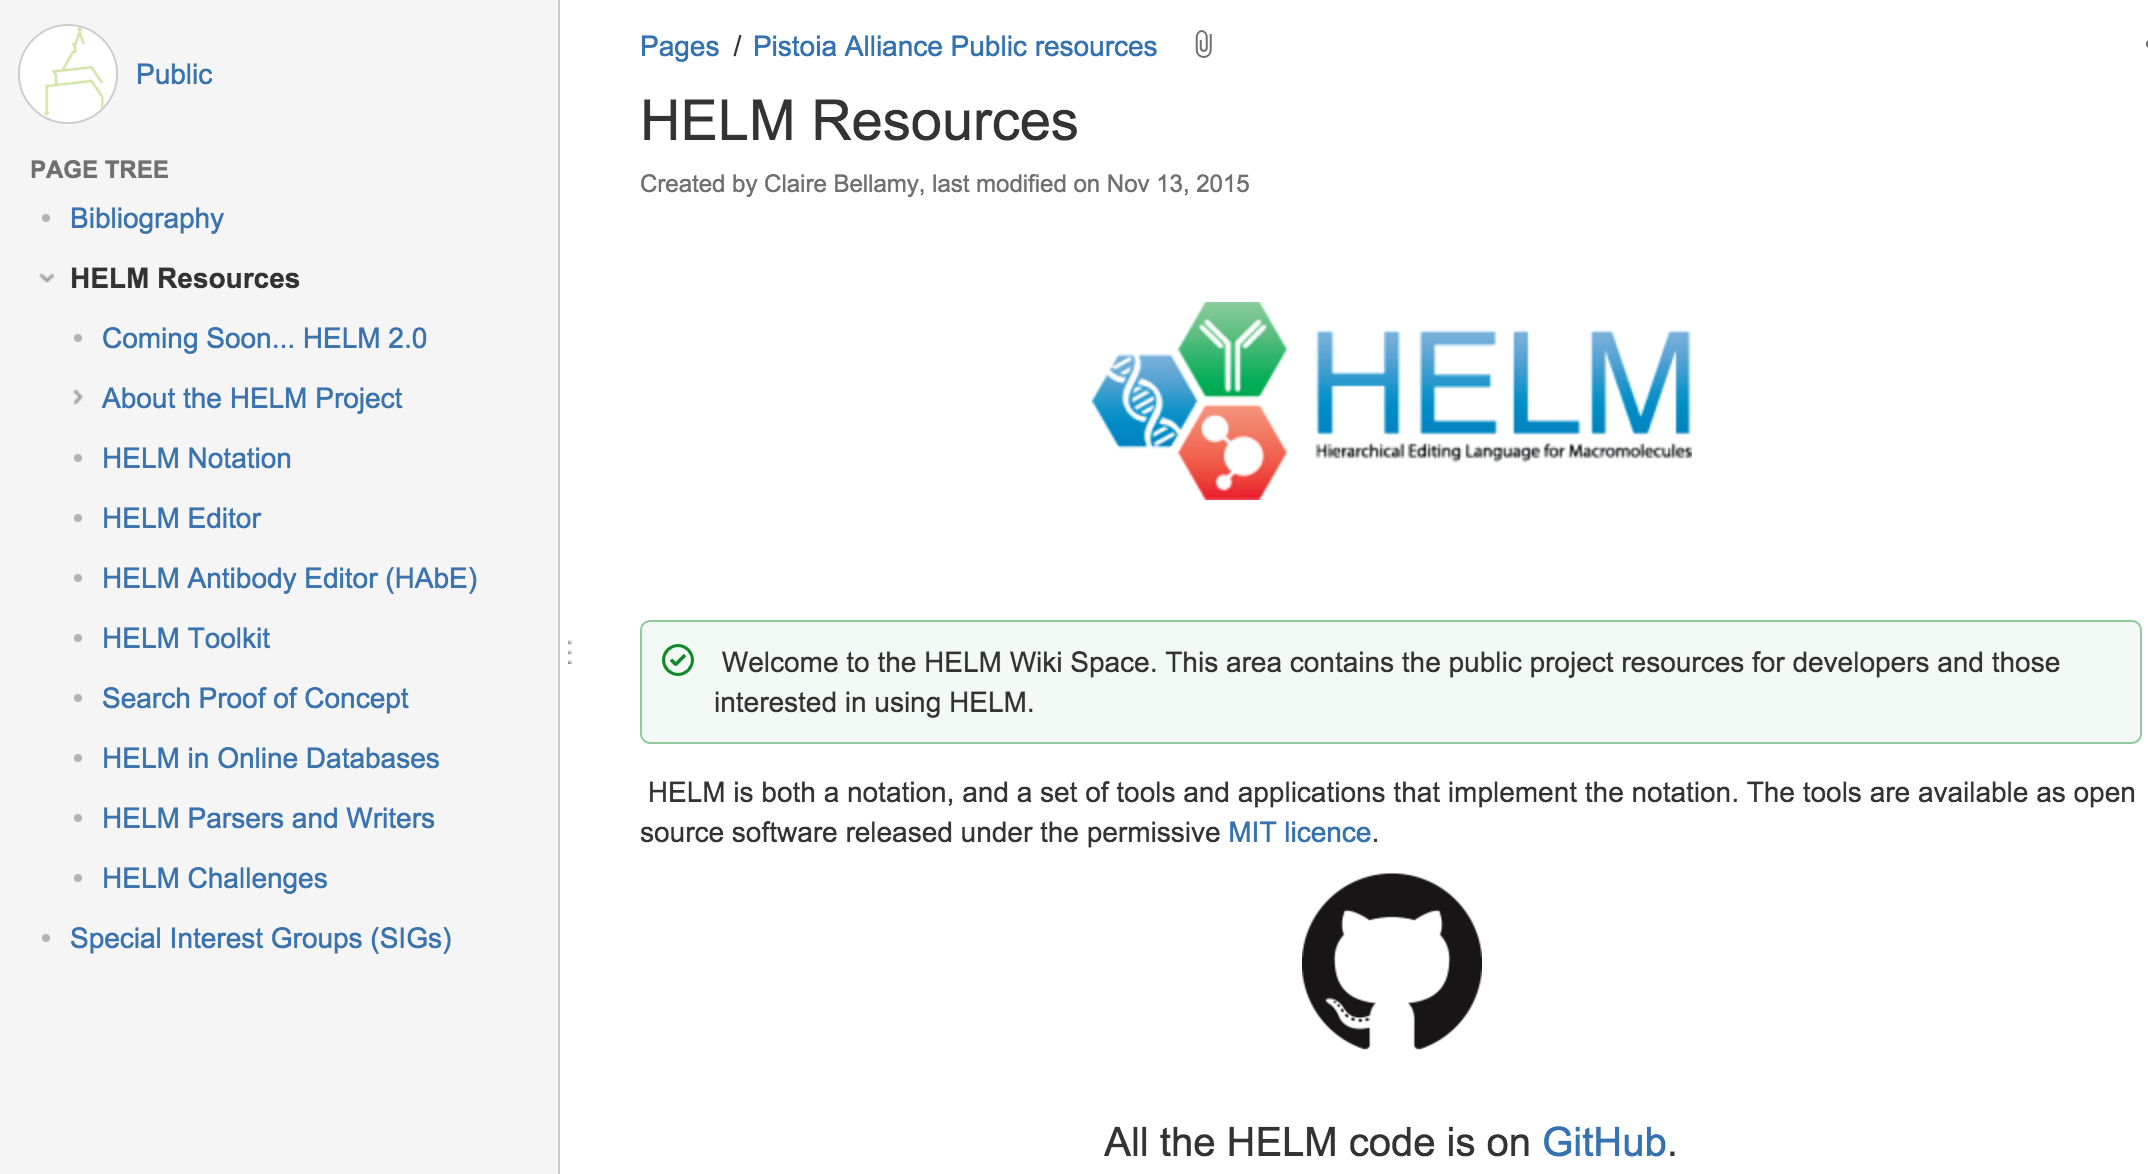 Public
PAGE TREE
Bibliography
HELM Resources
Coming Soon... HELM 2.0
About the HELM Project
HELM Notation
HELM Editor
HELM Antibody Editor (HAbE)
HELM Toolkit
Search Proof of Concept
HELM in Online Databases
HELM Parsers and Writers
HELM Challenges
Special Interest Groups (SIGs)
Pages / Pistoia Alliance Public resources
HELM Resources
Created by Claire Bellamy, last modified on Nov 13, 2015
HELM
Hierarchical Editing Language for Macromolecules
Welcome to the HELM Wiki Space. This area contains the public project resources for developers and those
interested in using HELM.
HELM is both a notation, and a set of tools and applications that implement the notation. The tools are available as open
source software released under the permissive MIT licence.
All the HELM code is on GitHub.